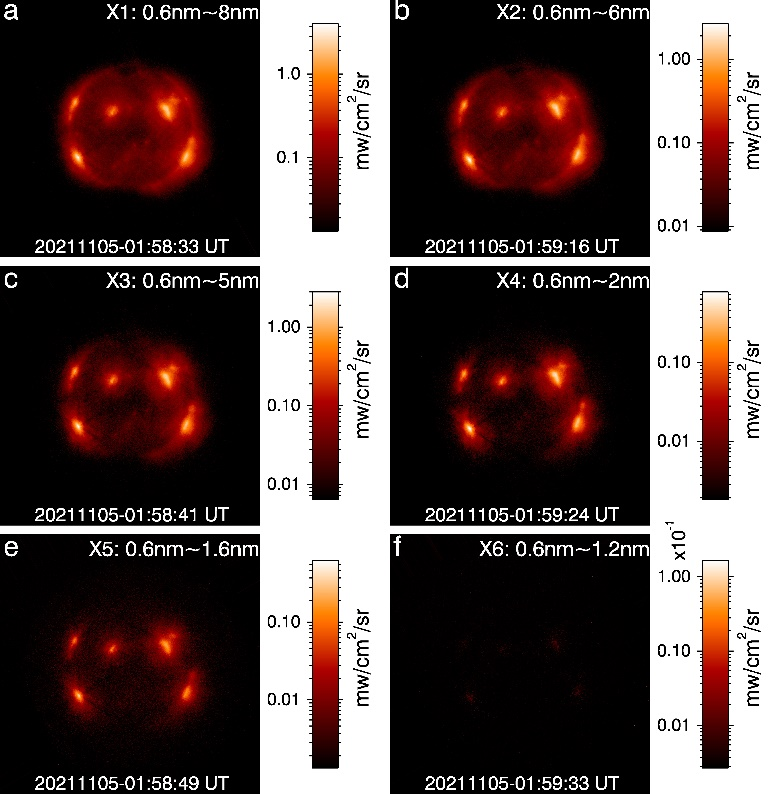 a X1: 0.6nm~8nm
1.0
0.1
mw/cm²/sr
20211105-01:58:33 UT
b X2: 0.6nm~6nm
1.00
0.10
0.01
mw/cm²/sr
20211105-01:59:16 UT
c X3: 0.6nm~5nm
1.00
0.10
0.01
mw/cm²/sr
20211105-01:58:41 UT
d X4: 0.6nm~2nm
0.10
0.01
mw/cm²/sr
20211105-01:59:24 UT
e X5: 0.6nm~1.6nm
0.10
0.01
mw/cm²/sr
20211105-01:58:49 UT
f X6: 0.6nm~1.2nm
x10⁻¹
1.00
0.10
0.01
mw/cm²/sr
20211105-01:59:33 UT